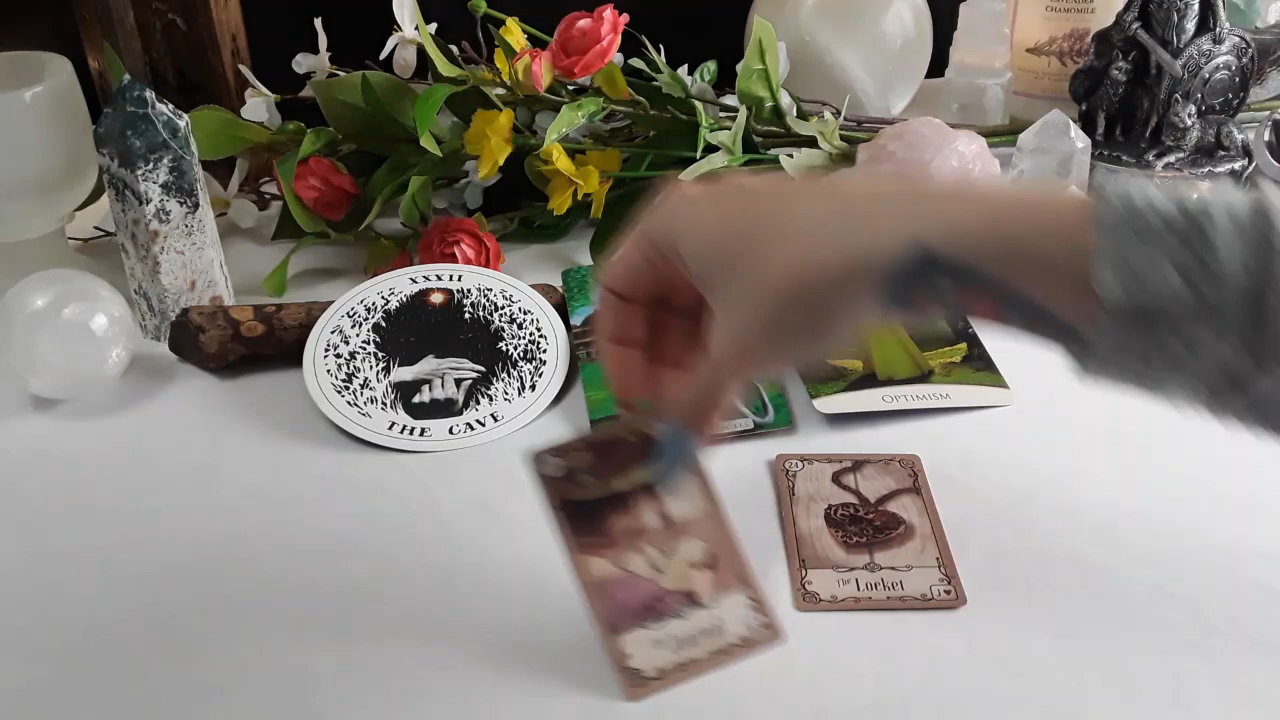 LAVENDER
CHAMOMILE
XXXII
THE CAVE
OPTIMISM
24
The Locket
J